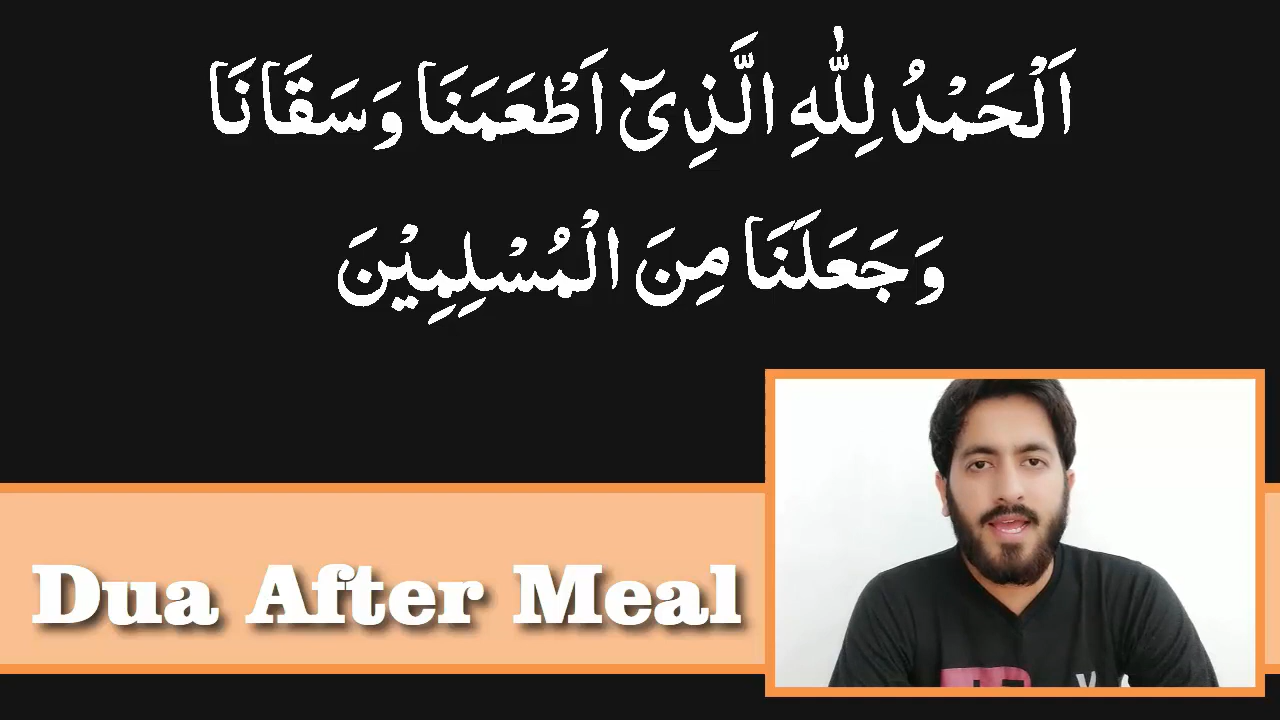 اَلْحَمْدُ لِلّٰهِ الَّذِیْۤ اَطْعَمَنَا وَسَقَانَا
وَجَعَلَنَا مِنَ الْمُسْلِمِيْنَ
Dua After Meal